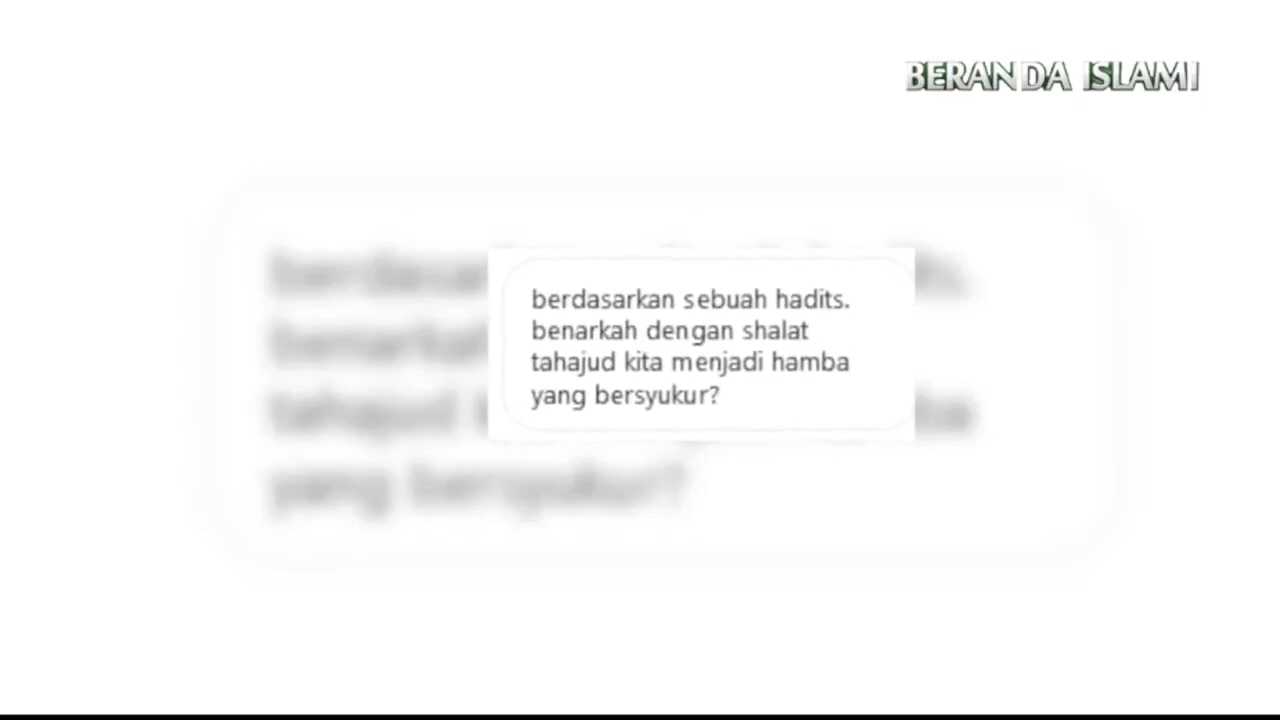 BERANDA ISLAMI
berdasarkan sebuah hadits.
benarkah dengan shalat
tahajud kita menjadi hamba
yang bersyukur?